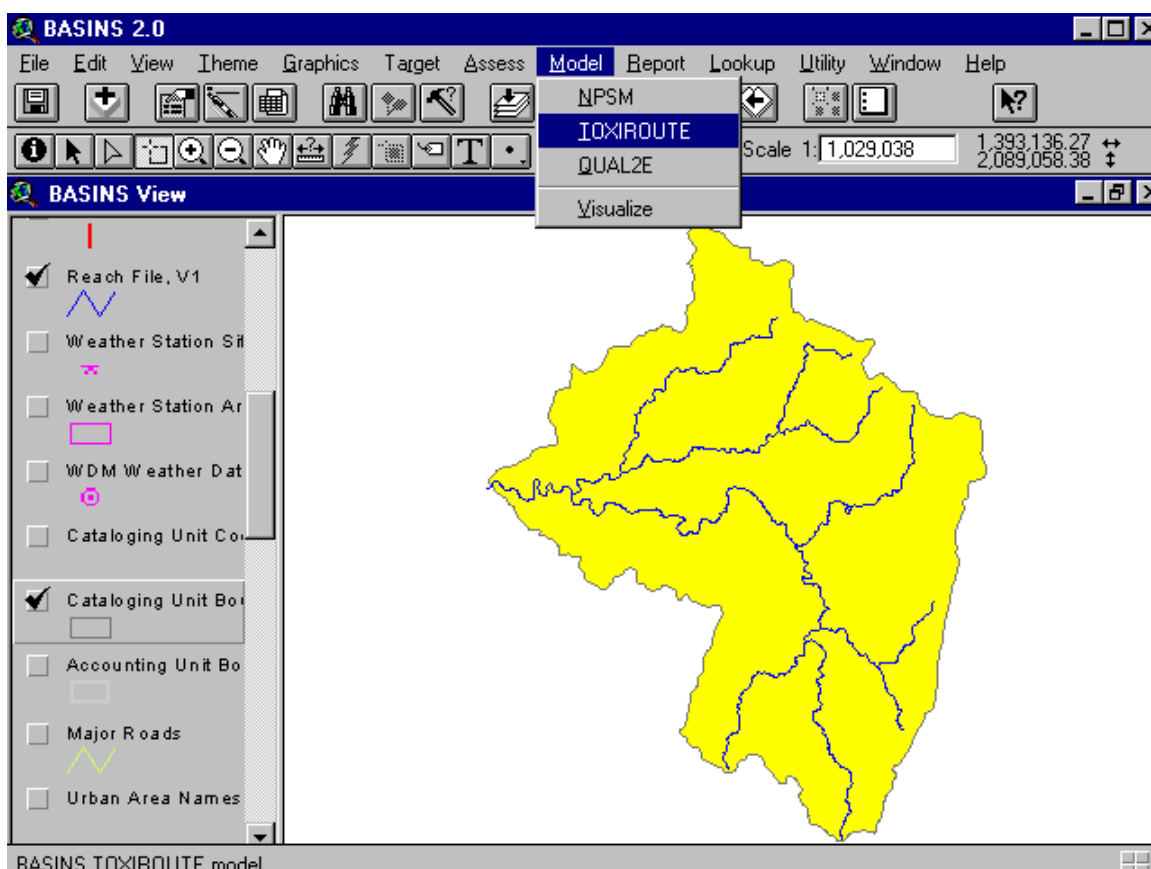 BASINS 2.0
File Edit View Theme Graphics Target Assess Model Report Lookup Utility Window Help
NPSM
TOXIROUTE
QUAL2E
Visualize
Scale 1: 1,029,038
1,393,136.27
2,089,058.38
BASINS View
Reach File, V1
Weather Station Sit
Weather Station Ar
WDM Weather Dat
Cataloging Unit Co
Cataloging Unit Bo
Accounting Unit Bo
Major Roads
Urban Area Names
BASINS TOXIROUTE model